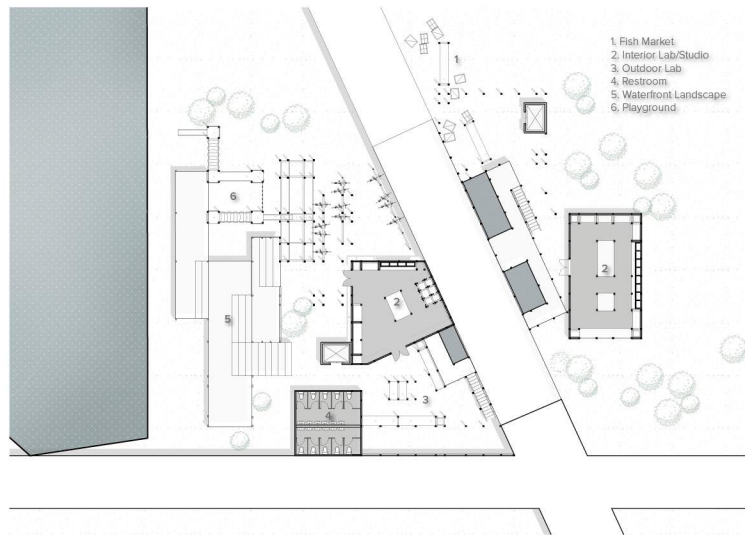 1. Fish Market
2. Interior Lab/Studio
3. Outdoor Lab
4. Restroom
5. Waterfront Landscape
6. Playground
1
6
2
2
5
3
4